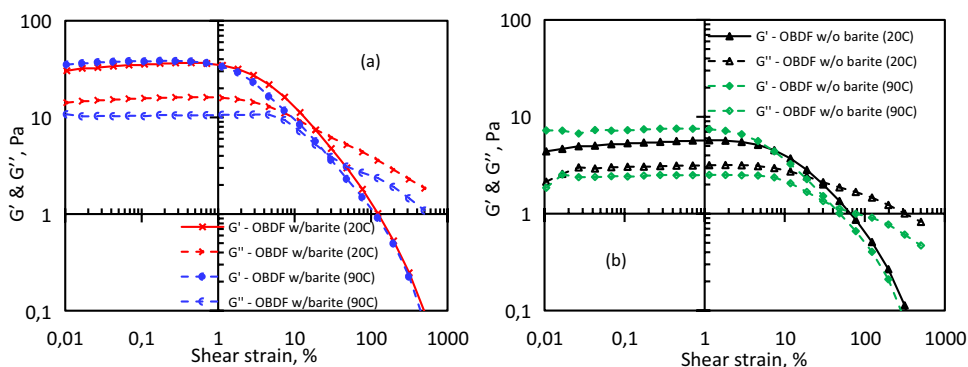 100
10
1
0,1
G' & G'', Pa
(a)
G' - OBDF w/barite (20C)
G'' - OBDF w/barite (20C)
G' - OBDF w/barite (90C)
G'' - OBDF w/barite (90C)
0,01 0,1 1 10 100 1000
Shear strain, %
100
10
1
0,1
G' & G'', Pa
G' - OBDF w/o barite (20C)
G'' - OBDF w/o barite (20C)
G' - OBDF w/o barite (90C)
G'' - OBDF w/o barite (90C)
(b)
0,01 0,1 1 10 100 1000
Shear strain, %